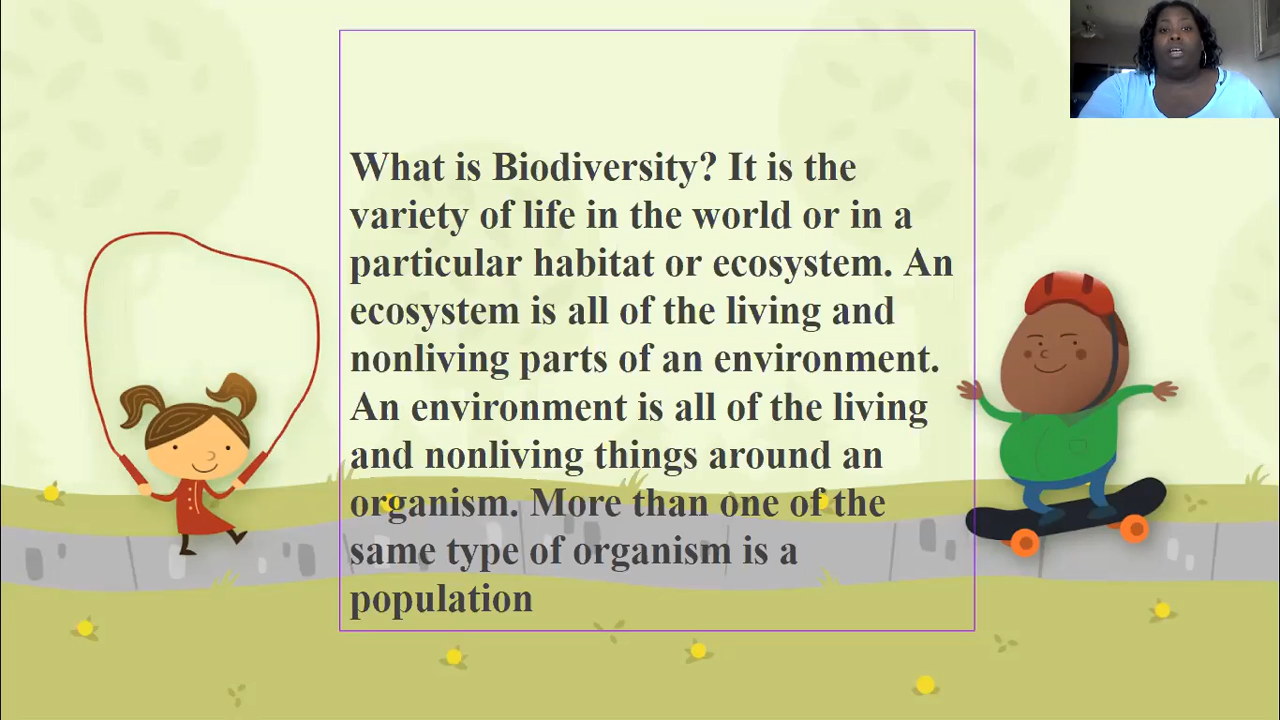 What is Biodiversity? It is the
variety of life in the world or in a
particular habitat or ecosystem. An
ecosystem is all of the living and
nonliving parts of an environment.
An environment is all of the living
and nonliving things around an
organism. More than one of the
same type of organism is a
population